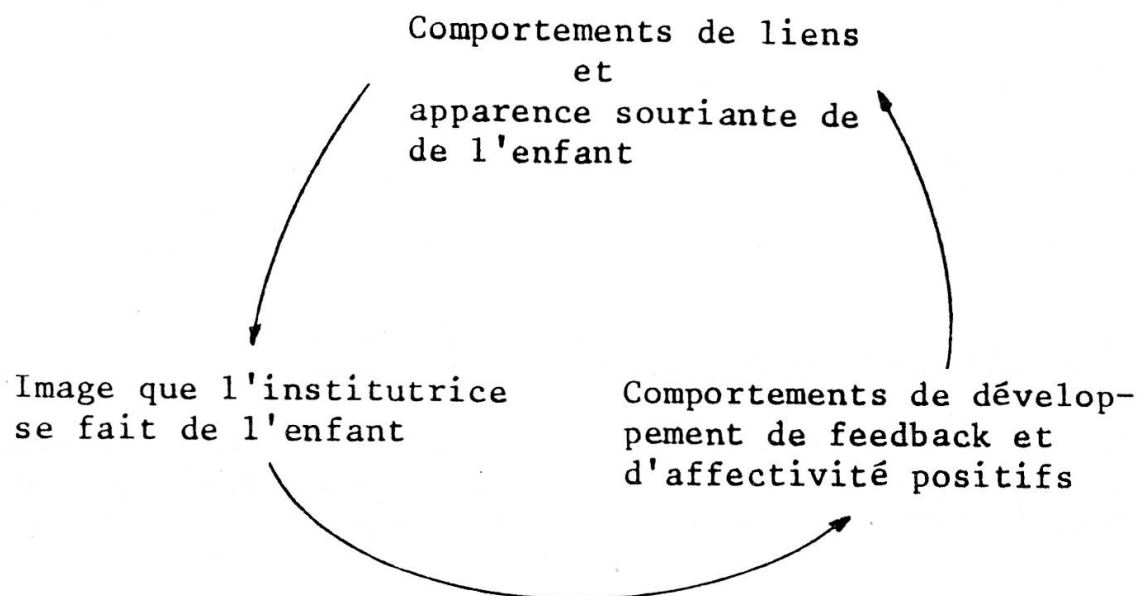 Comportements de liens
et
apparence souriante de
de l'enfant
Image que l'institutrice
se fait de l'enfant
Comportements de dévelop-
pement de feedback et
d'affectivité positifs